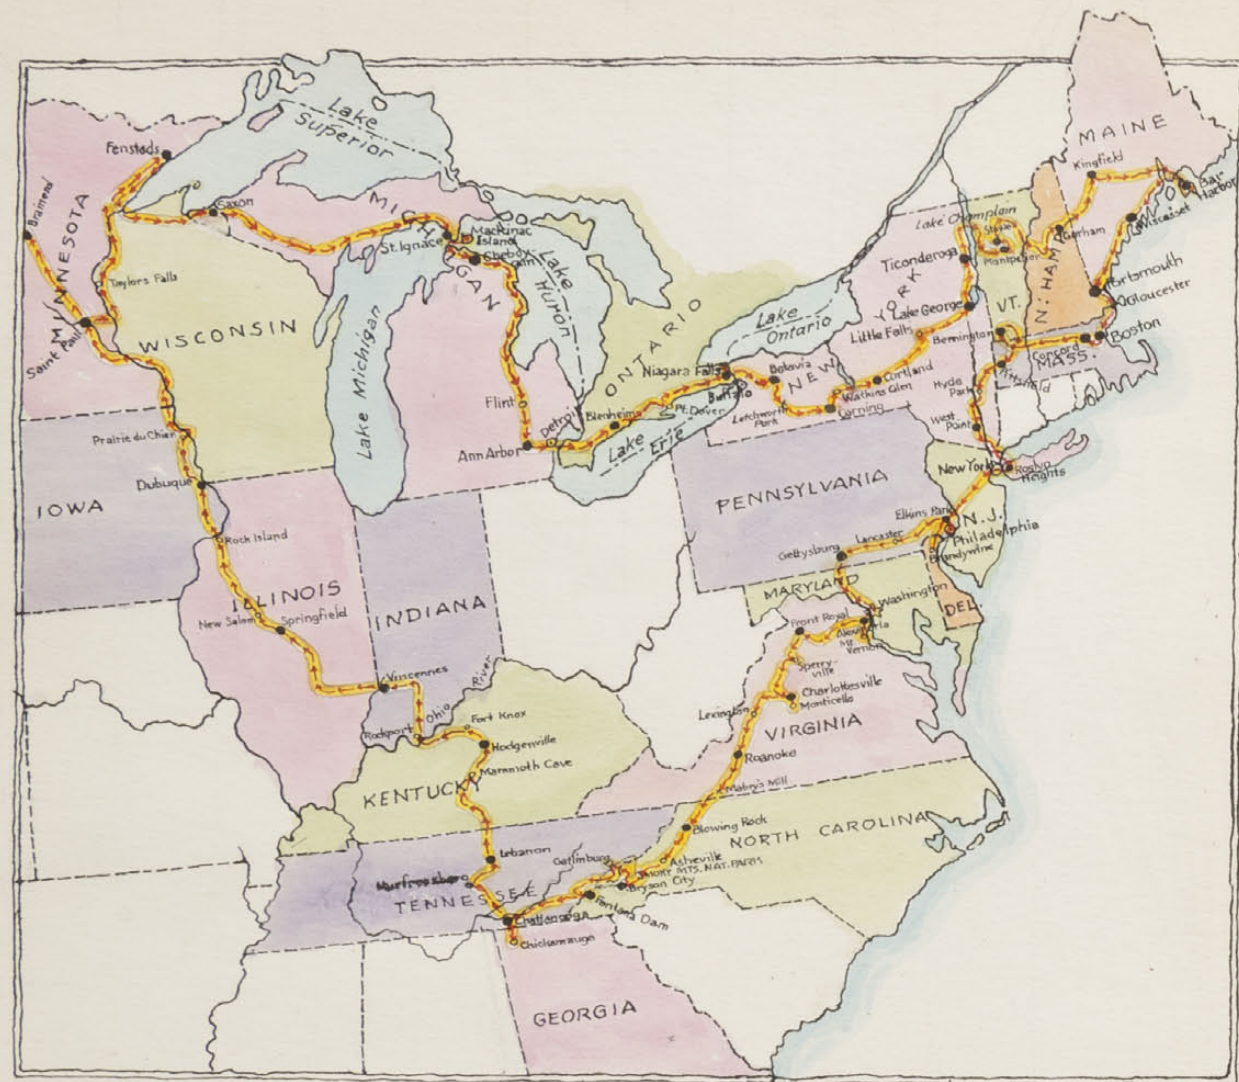 MAINE
Kingfield
Bar
Harbor
Wiscasset
Gorham
Portsmouth
Gloucester
Boston
Concord
MASS.
Pittsfield
N. HAM
VT.
Lake Champlain
Stowe
Montpelier
Ticonderoga
Lake George
Little Falls
Bennington
Hyde
Park
West
Point
NEW YORK
Cortland
Watkins Glen
Corning
Letchworth
Park
Batavia
Buffalo
Niagara Falls
Lake
Ontario
ONTARIO
Pt. Dover
Blenheim
Lake
Erie
Detroit
Ann Arbor
Flint
Lake
Huron
Mackinac
Island
St. Ignace
MICHIGAN
Lake
Superior
Saxon
Fenstads
Brainerd
MINNESOTA
Taylors Falls
Saint Paul
WISCONSIN
Lake Michigan
Prairie du Chien
Dubuque
IOWA
Rock Island
ILLINOIS
New Salem
Springfield
INDIANA
Vincennes
Ohio River
Rockport
Fort Knox
Hodgenville
Mammoth Cave
KENTUCKY
Lebanon
Murfreesboro
TENNESSEE
Chattanooga
Chickamauga
GEORGIA
Gatlinburg
Fontana Dam
Bryson City
SMOKY MTS. NAT. PARK
Asheville
Blowing Rock
NORTH CAROLINA
Mabry's Mill
Roanoke
VIRGINIA
Lexington
Monticello
Charlottesville
Sperry-
ville
Front Royal
Mt.
Vernon
Washington
MARYLAND
DEL.
Gettysburg
Lancaster
Brandywine
Philadelphia
Elkins Park
N.J.
PENNSYLVANIA
New York
Roslyn
Heights